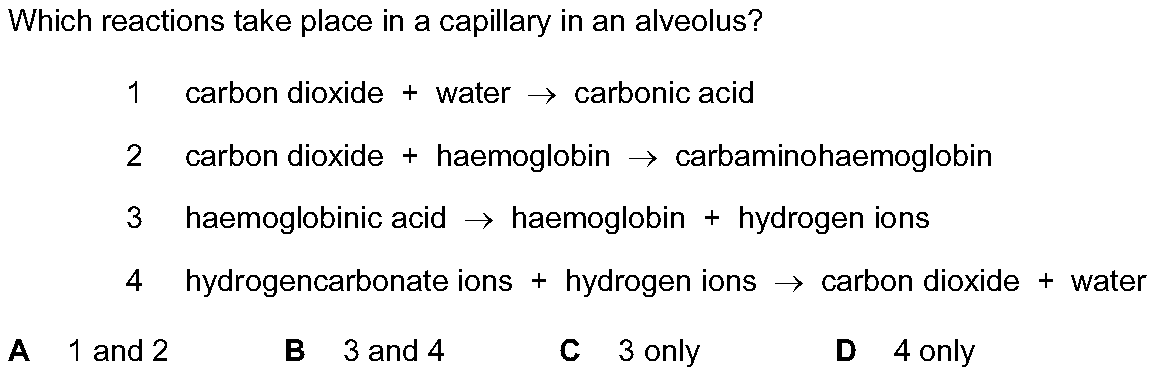 Which reactions take place in a capillary in an alveolus?
1 carbon dioxide + water → carbonic acid
2 carbon dioxide + haemoglobin → carbaminohaemoglobin
3 haemoglobinic acid → haemoglobin + hydrogen ions
4 hydrogencarbonate ions + hydrogen ions → carbon dioxide + water
A 1 and 2 B 3 and 4 C 3 only D 4 only